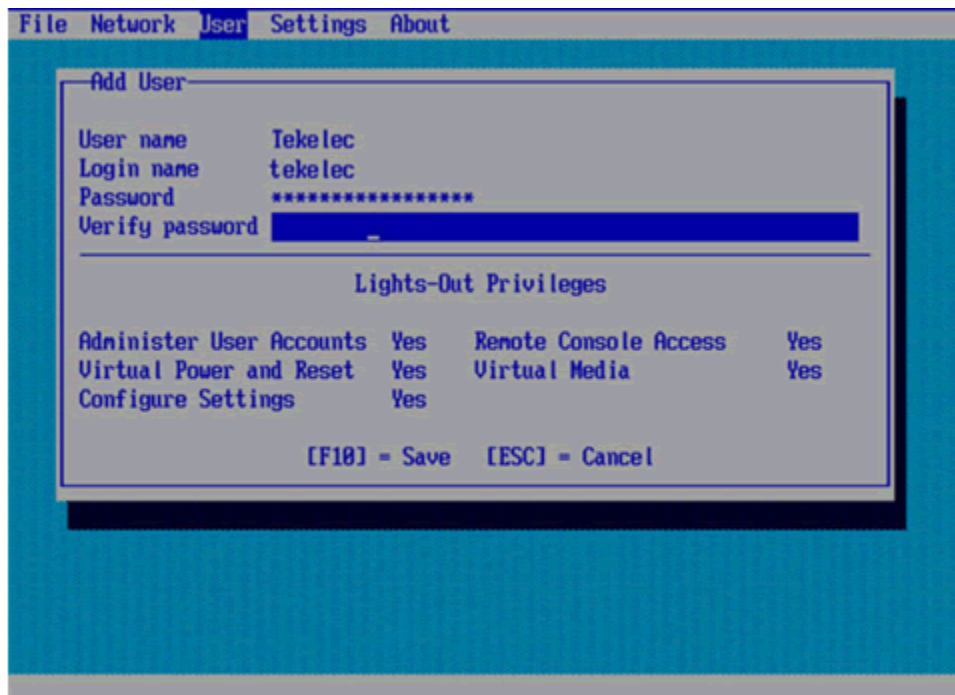 File Network User Settings About
Add User
User name Tekelec
Login name tekelec
Password *****************
Verify password _
Lights-Out Privileges
Administer User Accounts Yes Remote Console Access Yes
Virtual Power and Reset Yes Virtual Media Yes
Configure Settings Yes
[F10] = Save [ESC] = Cancel